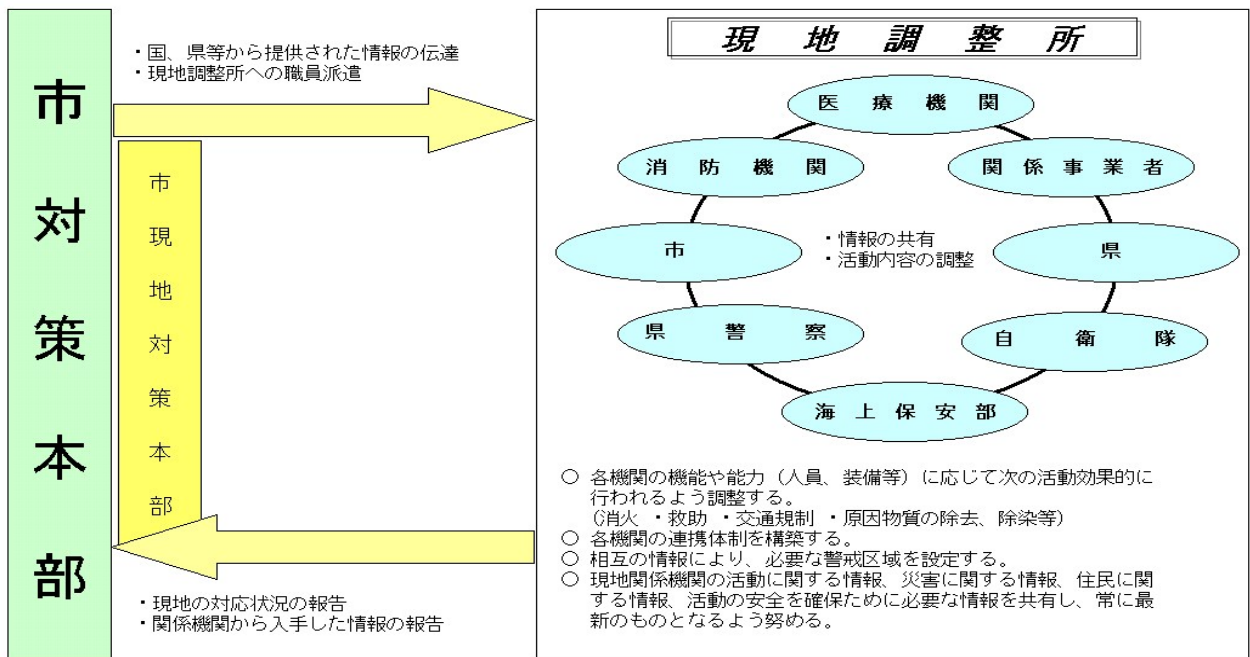 市対策本部
・国、県等から提供された情報の伝達
・現地調整所への職員派遣
市現地対策本部
・現地の対応状況の報告
・関係機関から入手した情報の報告
現地調整所
医療機関
消防機関
関係事業者
市
・情報の共有
・活動内容の調整
県
県警察
自衛隊
海上保安部
○ 各機関の機能や能力（人員、装備等）に応じて次の活動効果的に
行われるよう調整する。
（消火 ・救助 ・交通規制 ・原因物質の除去、除染等）
○ 各機関の連携体制を構築する。
○ 相互の情報により、必要な警戒区域を設定する。
○ 現地関係機関の活動に関する情報、災害に関する情報、住民に関
する情報、活動の安全を確保ために必要な情報を共有し、常に最
新のものとなるよう努める。